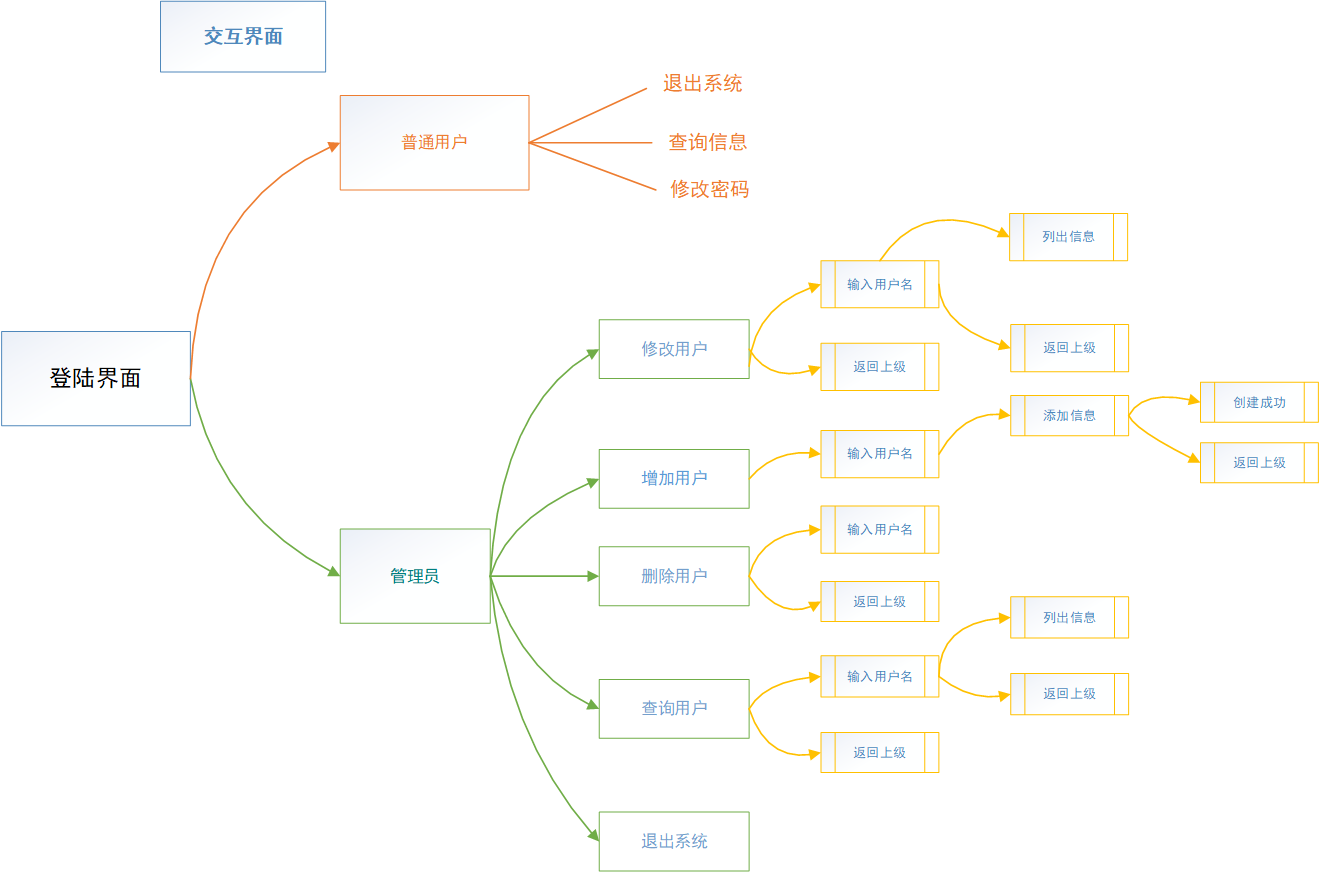 交互界面
退出系统
普通用户
查询信息
修改密码
列出信息
输入用户名
修改用户
返回上级
返回上级
登陆界面
创建成功
添加信息
输入用户名
返回上级
增加用户
输入用户名
管理员
删除用户
返回上级
列出信息
输入用户名
返回上级
查询用户
返回上级
退出系统